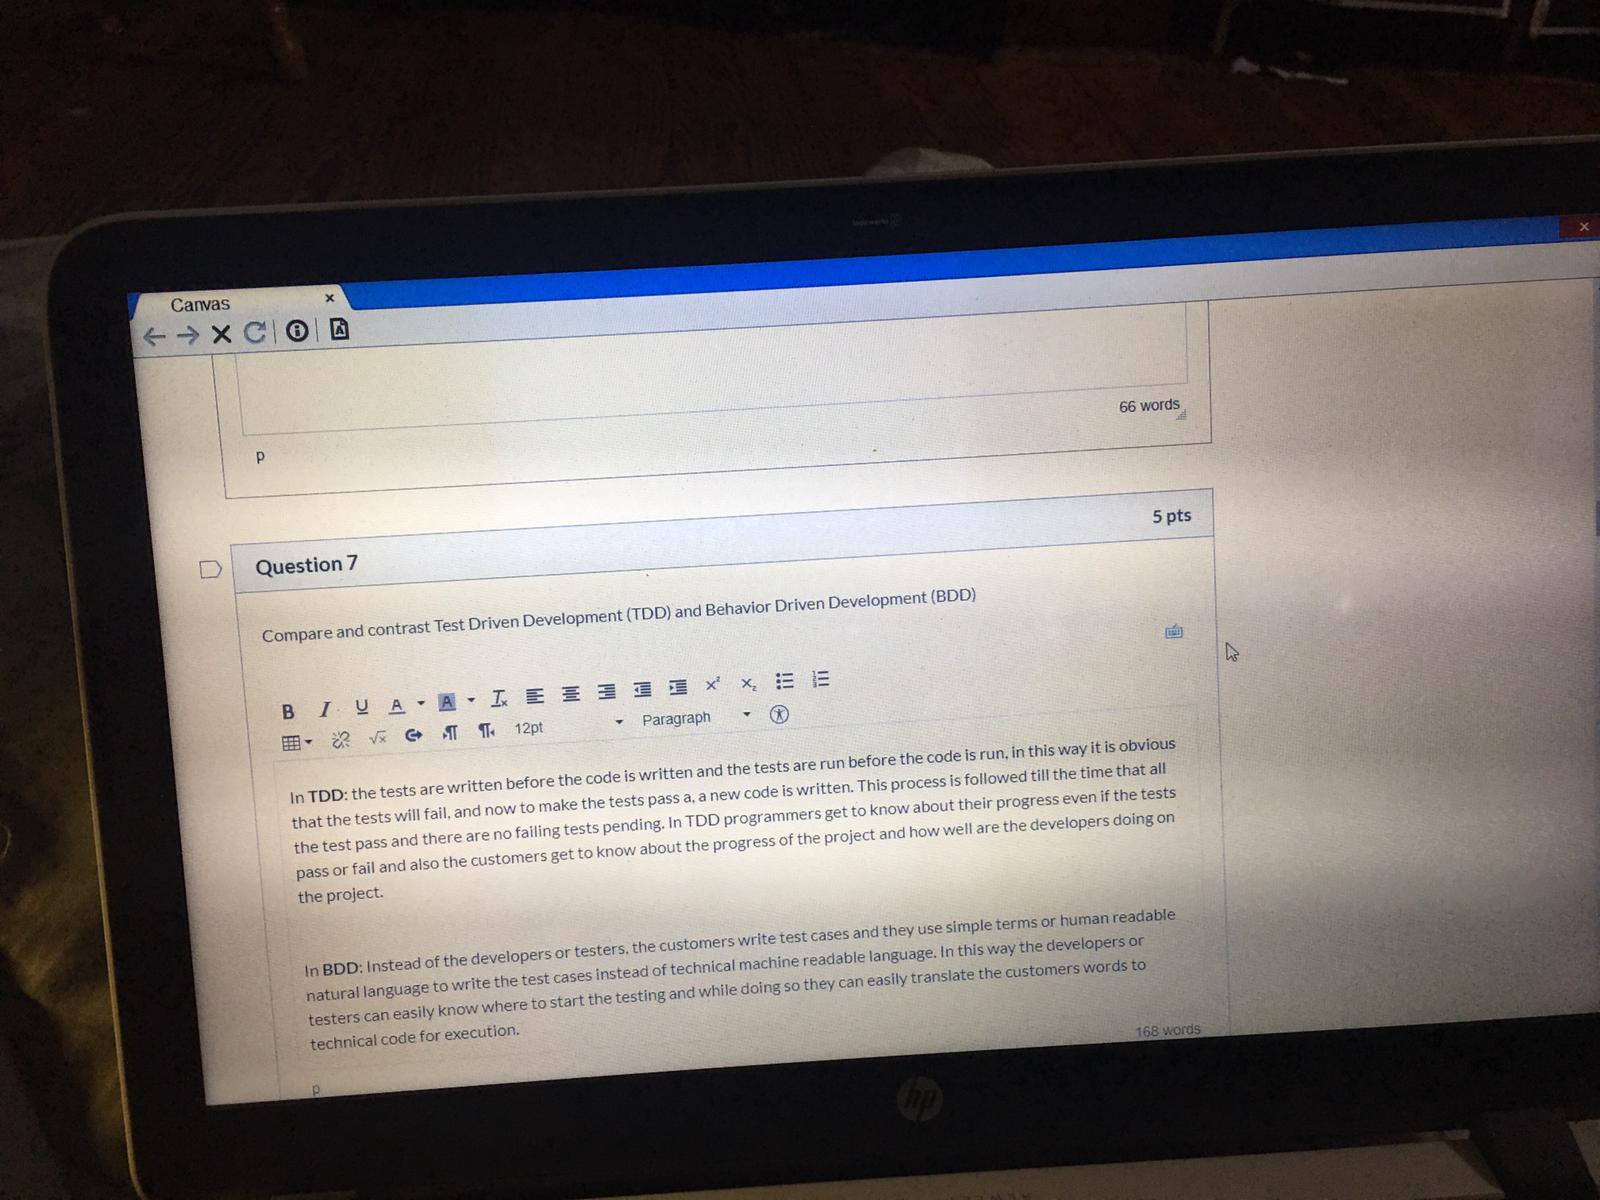 Canvas
66 words
p
Question 7
5 pts
Compare and contrast Test Driven Development (TDD) and Behavior Driven Development (BDD)
B I U A A Tx x² x₂
√x 12pt Paragraph
In TDD: the tests are written before the code is written and the tests are run before the code is run, in this way it is obvious
that the tests will fail, and now to make the tests pass a, a new code is written. This process is followed till the time that all
the test pass and there are no failing tests pending. In TDD programmers get to know about their progress even if the tests
pass or fail and also the customers get to know about the progress of the project and how well are the developers doing on
the project.
In BDD: Instead of the developers or testers, the customers write test cases and they use simple terms or human readable
natural language to write the test cases instead of technical machine readable language. In this way the developers or
testers can easily know where to start the testing and while doing so they can easily translate the customers words to
technical code for execution.
168 words
p
hp